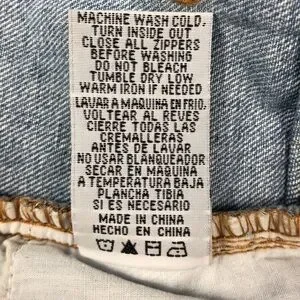 MACHINE WASH COLD.
TURN INSIDE OUT
CLOSE ALL ZIPPERS
BEFORE WASHING
DO NOT BLEACH
TUMBLE DRY LOW
WARM IRON IF NEEDED
LAVAR A MAQUINA EN FRIO.
VOLTEAR AL REVES
CIERRE TODAS LAS
CREMALLERAS
ANTES DE LAVAR
NO USAR BLANQUEADOR
SECAR EN MAQUINA
A TEMPERATURA BAJA
PLANCHA TIBIA
SI ES NECESARIO
MADE IN CHINA
HECHO EN CHINA